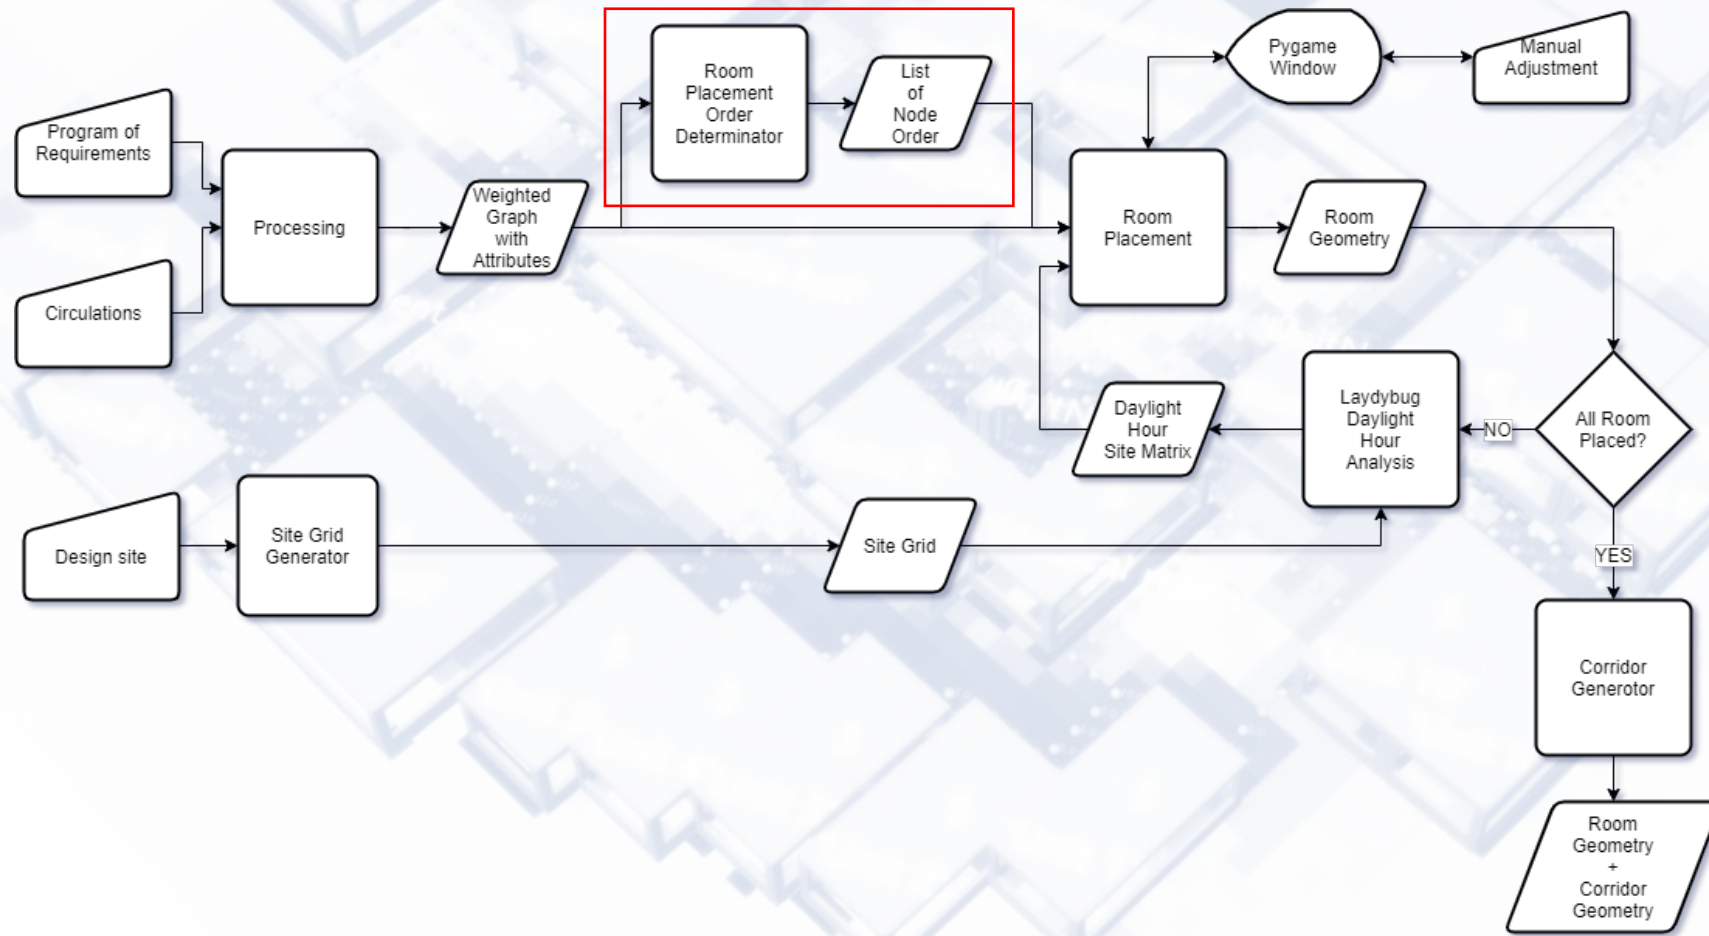 Program of
Requirements
Circulations
Processing
Weighted
Graph
with
Attributes
Room
Placement
Order
Determinator
List
of
Node
Order
Pygame
Window
Manual
Adjustment
Room
Placement
Room
Geometry
All Room
Placed?
NO
Laydybug
Daylight
Hour
Analysis
Daylight
Hour
Site Matrix
Design site
Site Grid
Generator
Site Grid
YES
Corridor
Generotor
Room
Geometry
+
Corridor
Geometry